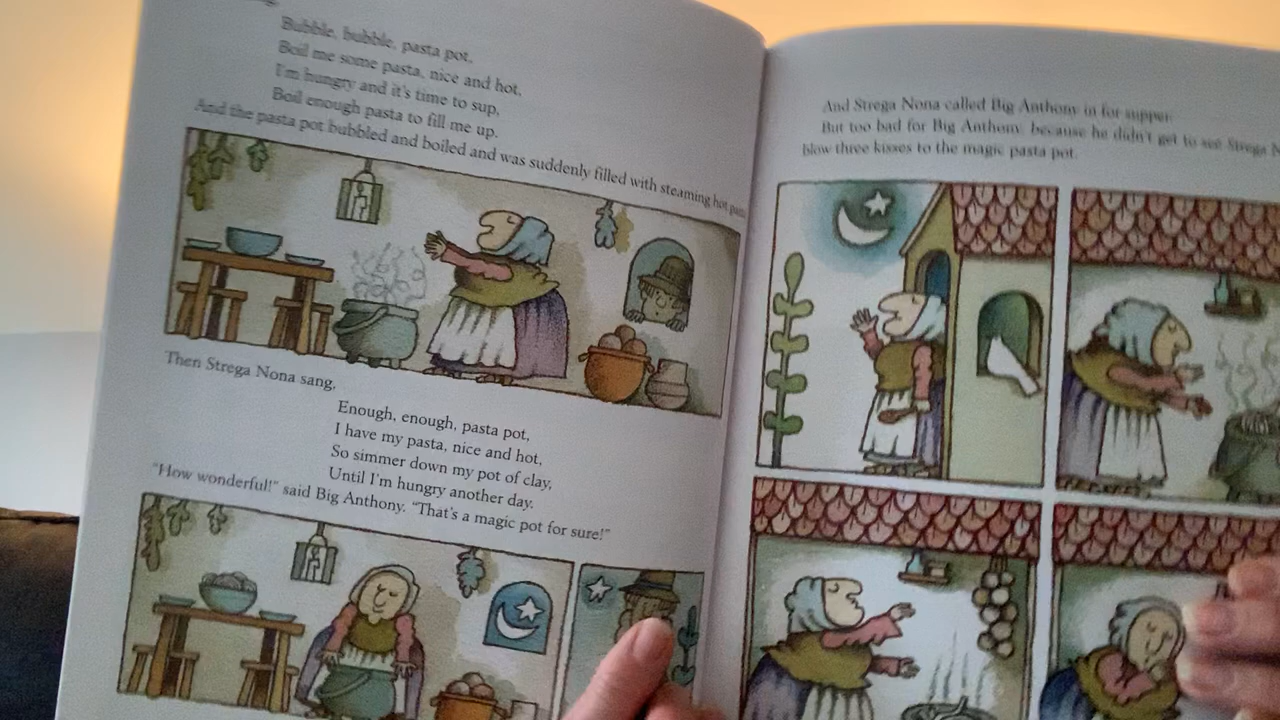 Bubble, bubble, pasta pot,
Boil me some pasta, nice and hot,
I'm hungry and it's time to sup,
Boil enough pasta to fill me up.
And the pasta pot bubbled and boiled and was suddenly filled with steaming hot
Then Strega Nona sang,
Enough, enough, pasta pot,
I have my pasta, nice and hot,
So simmer down my pot of clay,
Until I'm hungry another day.
"How wonderful!" said Big Anthony. "That's a magic pot for sure!"
And Strega Nona called Big Anthony in for supper.
But too bad for Big Anthony, because he didn't get to see Strega
blow three kisses to the magic pasta pot.